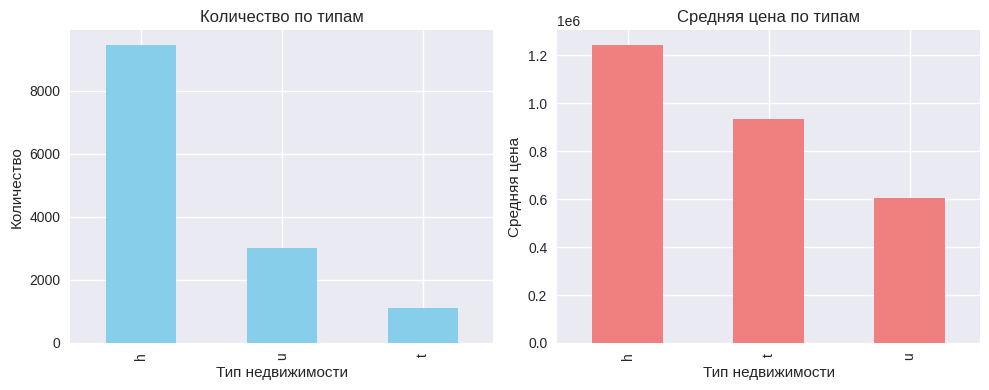 Количество по типам
Количество
8000
6000
4000
2000
0
h
u
t
Тип недвижимости
Средняя цена по типам
1e6
Средняя цена
1.2
1.0
0.8
0.6
0.4
0.2
0.0
h
t
u
Тип недвижимости